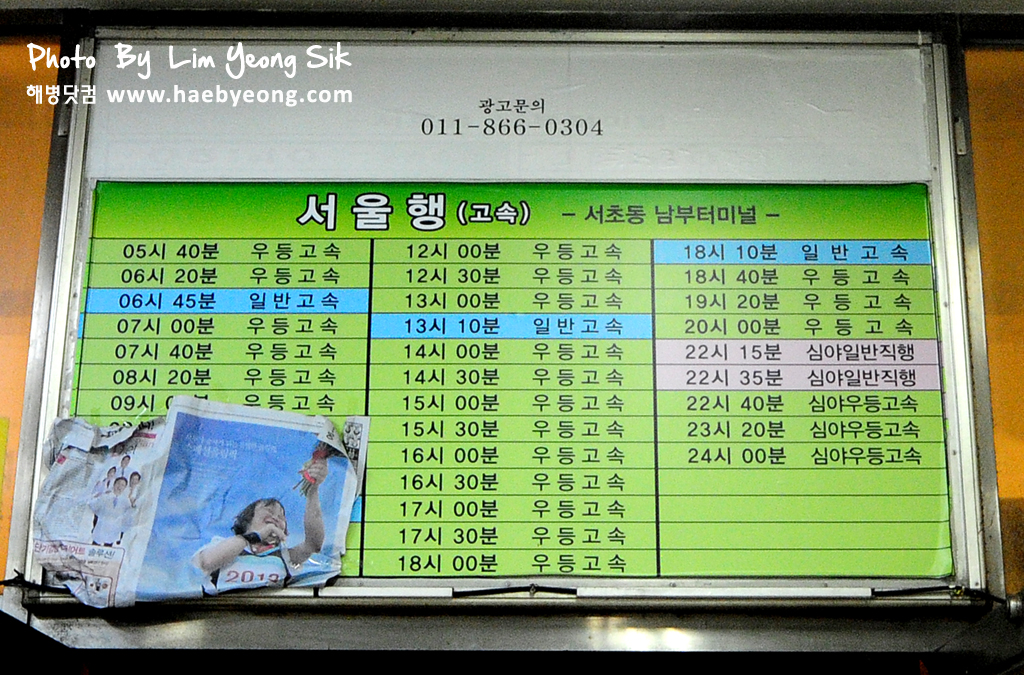 Photo By Lim Yeong Sik
해병닷컴 www.haebyeong.com
광고문의
011-866-0304
서울행 (고속) - 서초동 남부터미널 -
05시 40분 우등고속
06시 20분 우등고속
06시 45분 일반고속
07시 00분 우등고속
07시 40분 우등고속
08시 20분 우등고속
09시 우등고속
12시 00분 우등고속
12시 30분 우등고속
13시 00분 우등고속
13시 10분 일반고속
14시 00분 우등고속
14시 30분 우등고속
15시 00분 우등고속
15시 30분 우등고속
16시 00분 우등고속
16시 30분 우등고속
17시 00분 우등고속
17시 30분 우등고속
18시 00분 우등고속
18시 10분 일반고속
18시 40분 우등고속
19시 20분 우등고속
20시 00분 우등고속
22시 15분 심야일반직행
22시 35분 심야일반직행
22시 40분 심야우등고속
23시 20분 심야우등고속
24시 00분 심야우등고속
솔루션!